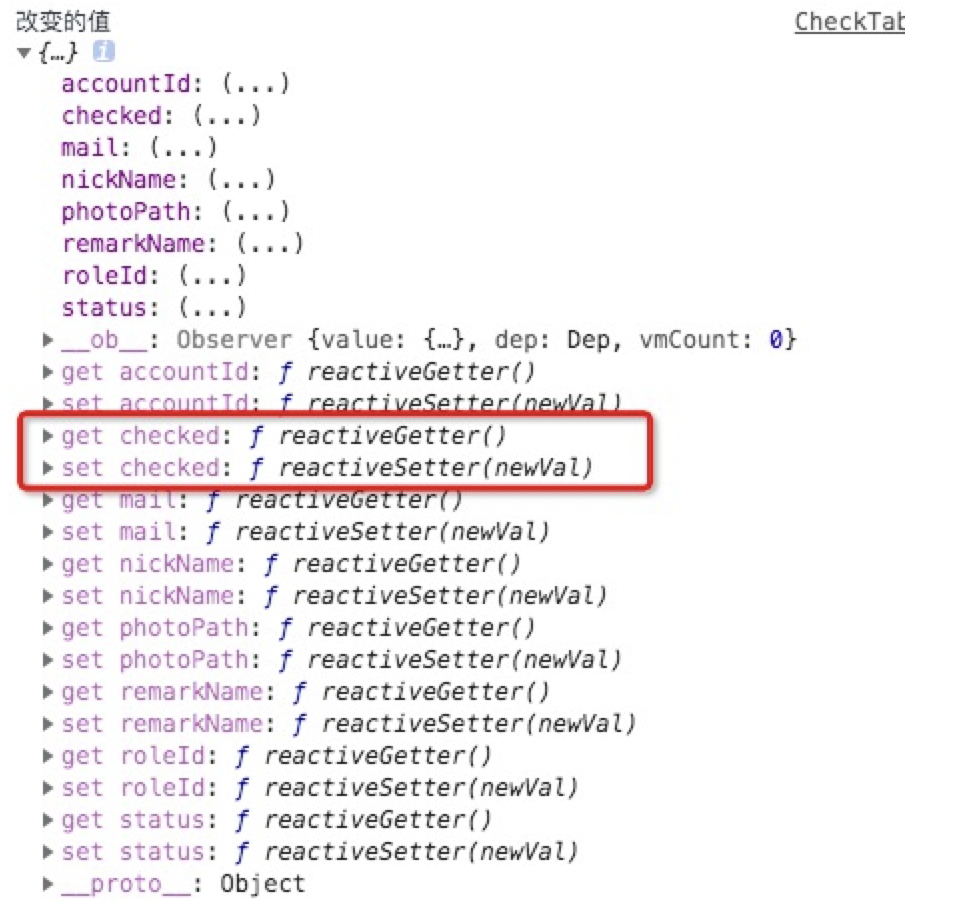 改变的值 CheckTab
▼{…} i
accountId: (...)
checked: (...)
mail: (...)
nickName: (...)
photoPath: (...)
remarkName: (...)
roleId: (...)
status: (...)
▶__ob__: Observer {value: {…}, dep: Dep, vmCount: 0}
▶get accountId: ƒ reactiveGetter()
▶set accountId: ƒ reactiveSetter(newVal)
▶get checked: ƒ reactiveGetter()
▶set checked: ƒ reactiveSetter(newVal)
▶get mail: ƒ reactiveGetter()
▶set mail: ƒ reactiveSetter(newVal)
▶get nickName: ƒ reactiveGetter()
▶set nickName: ƒ reactiveSetter(newVal)
▶get photoPath: ƒ reactiveGetter()
▶set photoPath: ƒ reactiveSetter(newVal)
▶get remarkName: ƒ reactiveGetter()
▶set remarkName: ƒ reactiveSetter(newVal)
▶get roleId: ƒ reactiveGetter()
▶set roleId: ƒ reactiveSetter(newVal)
▶get status: ƒ reactiveGetter()
▶set status: ƒ reactiveSetter(newVal)
▶__proto__: Object